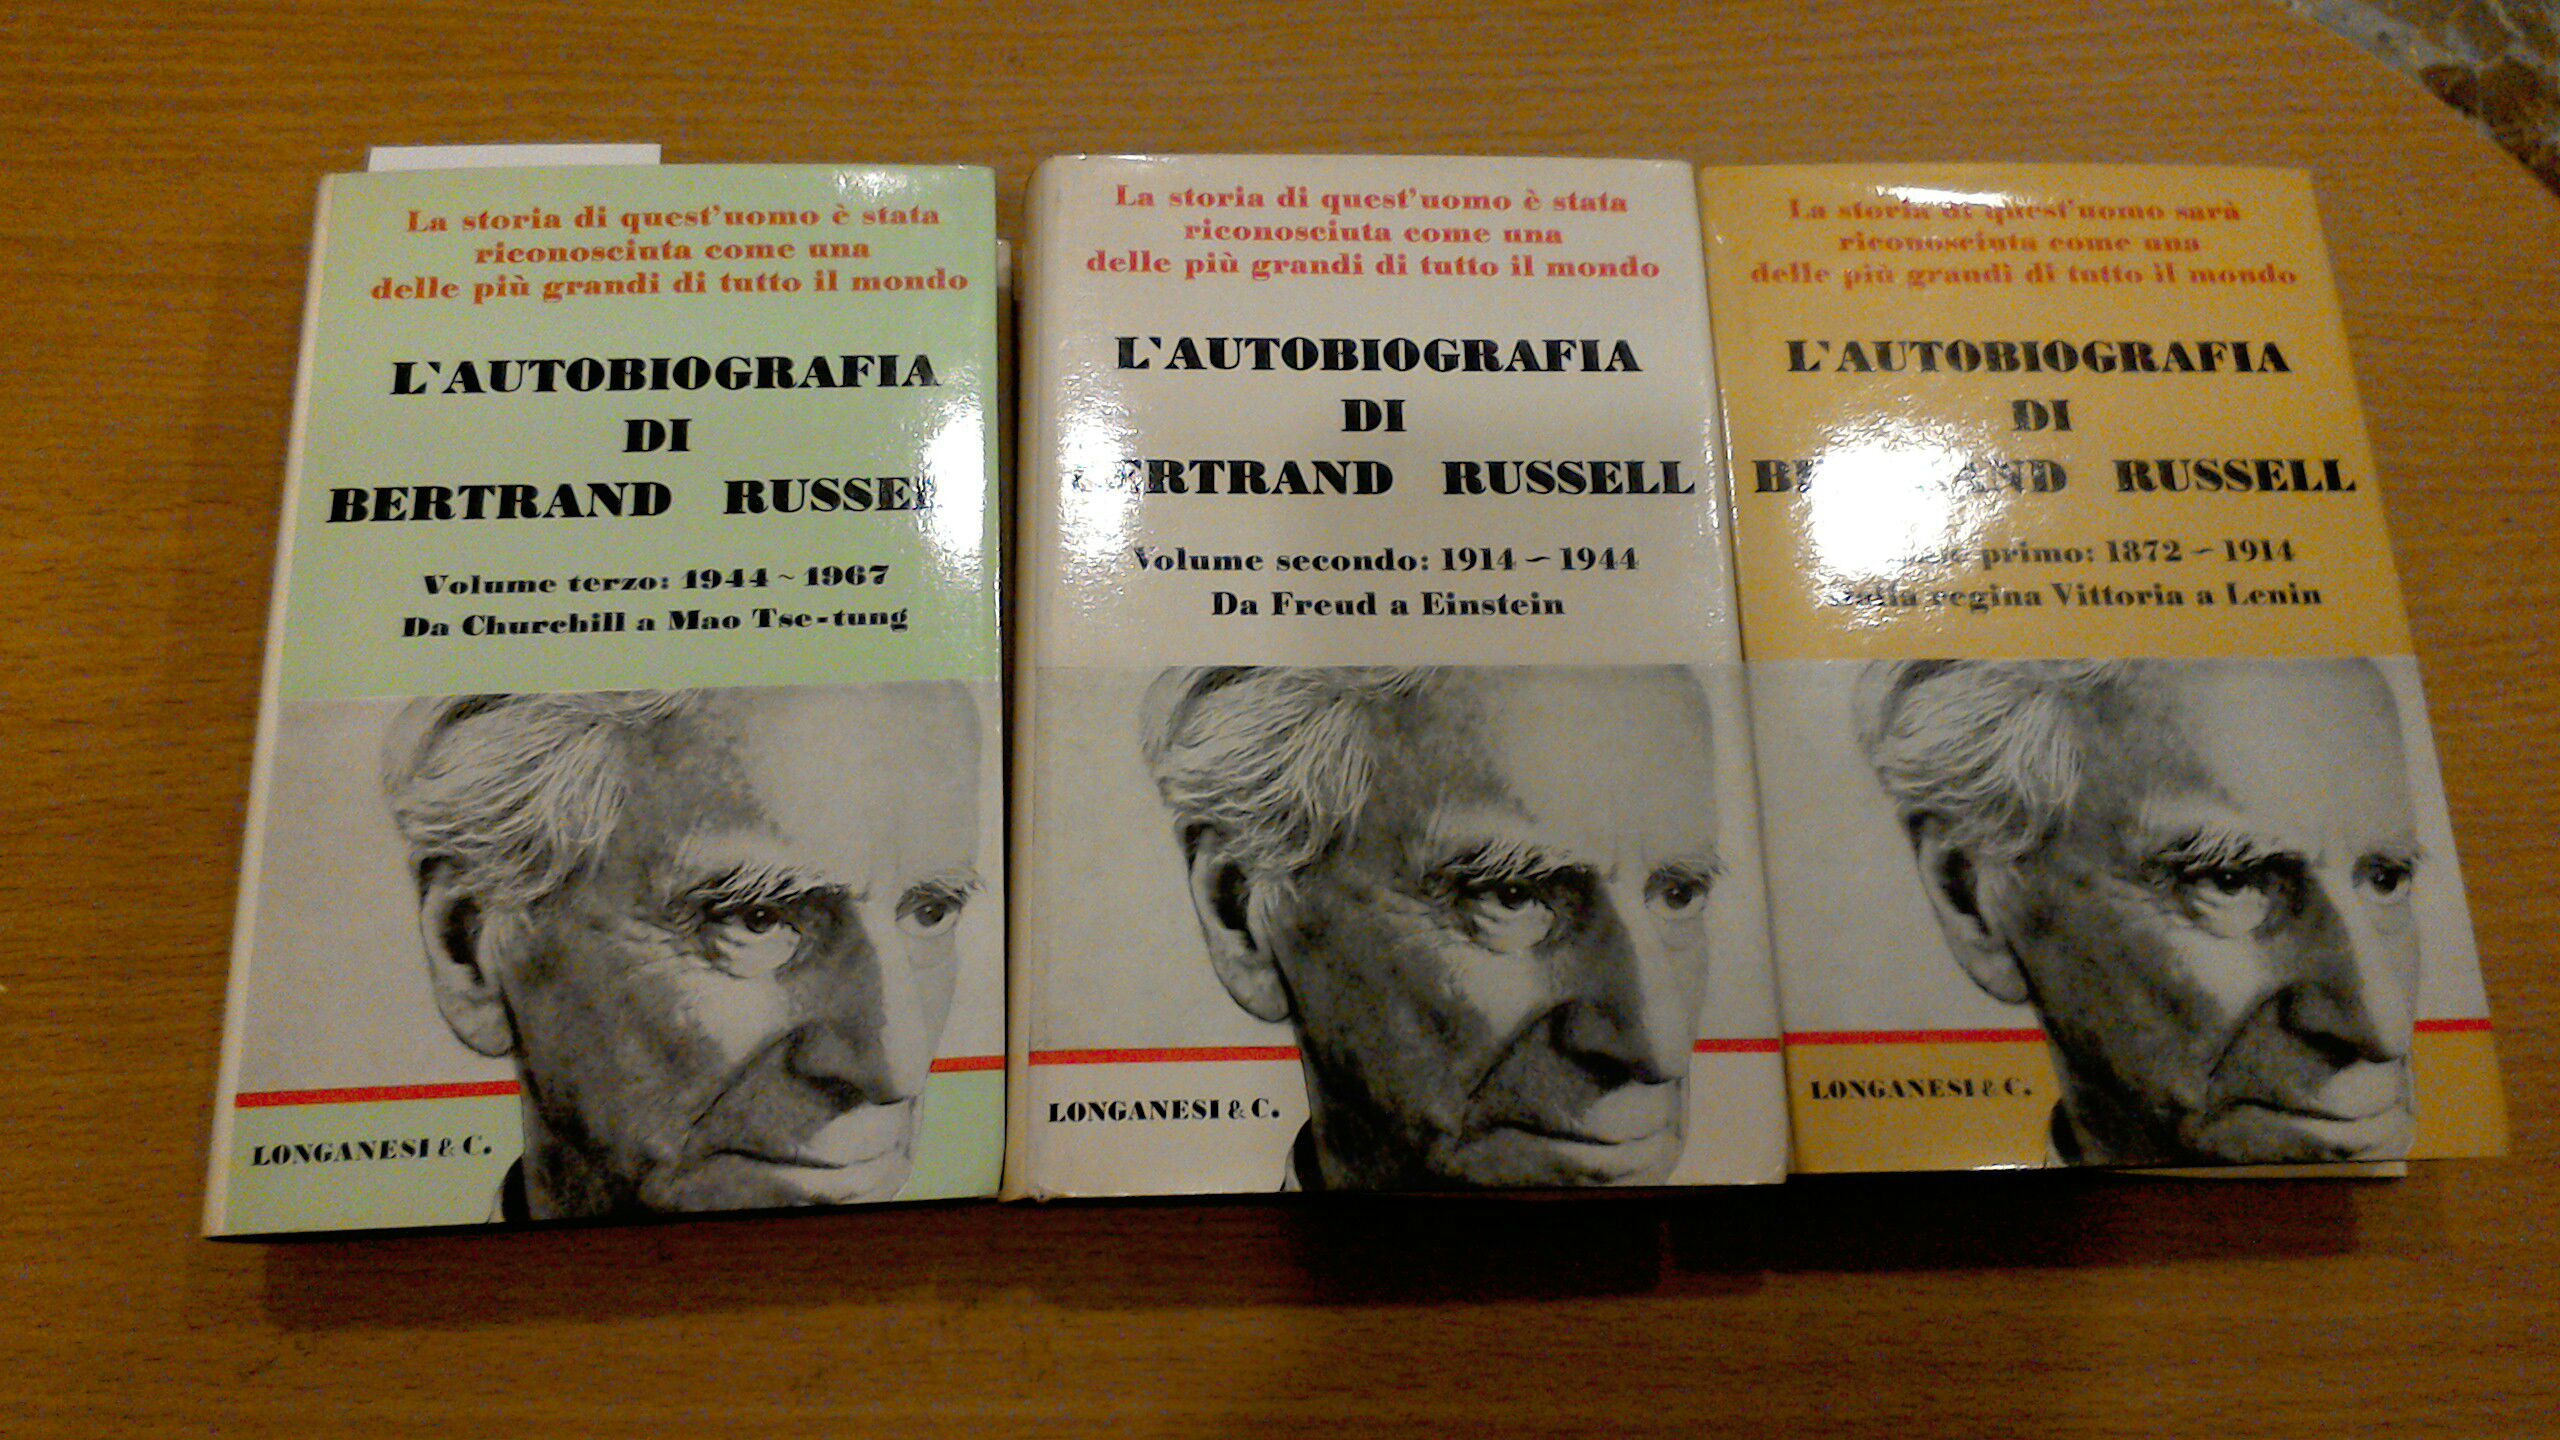 La storia di quest'uomo è stata
riconosciuta come una
delle più grandi di tutto il mondo
L'AUTOBIOGRAFIA
DI
BERTRAND RUSSEL
Volume terzo: 1944 ~ 1967
Da Churchill a Mao Tse-tung
LONGANESI & C.
La storia di quest'uomo è stata
riconosciuta come una
delle più grandi di tutto il mondo
L'AUTOBIOGRAFIA
DI
BERTRAND RUSSELL
Volume secondo: 1914 ~ 1944
Da Freud a Einstein
LONGANESI & C.
La storia di quest'uomo sarà
riconosciuta come una
delle più grandi di tutto il mondo
L'AUTOBIOGRAFIA
DI
BERTRAND RUSSELL
primo: 1872 ~ 1914
Dalla regina Vittoria a Lenin
LONGANESI & C.